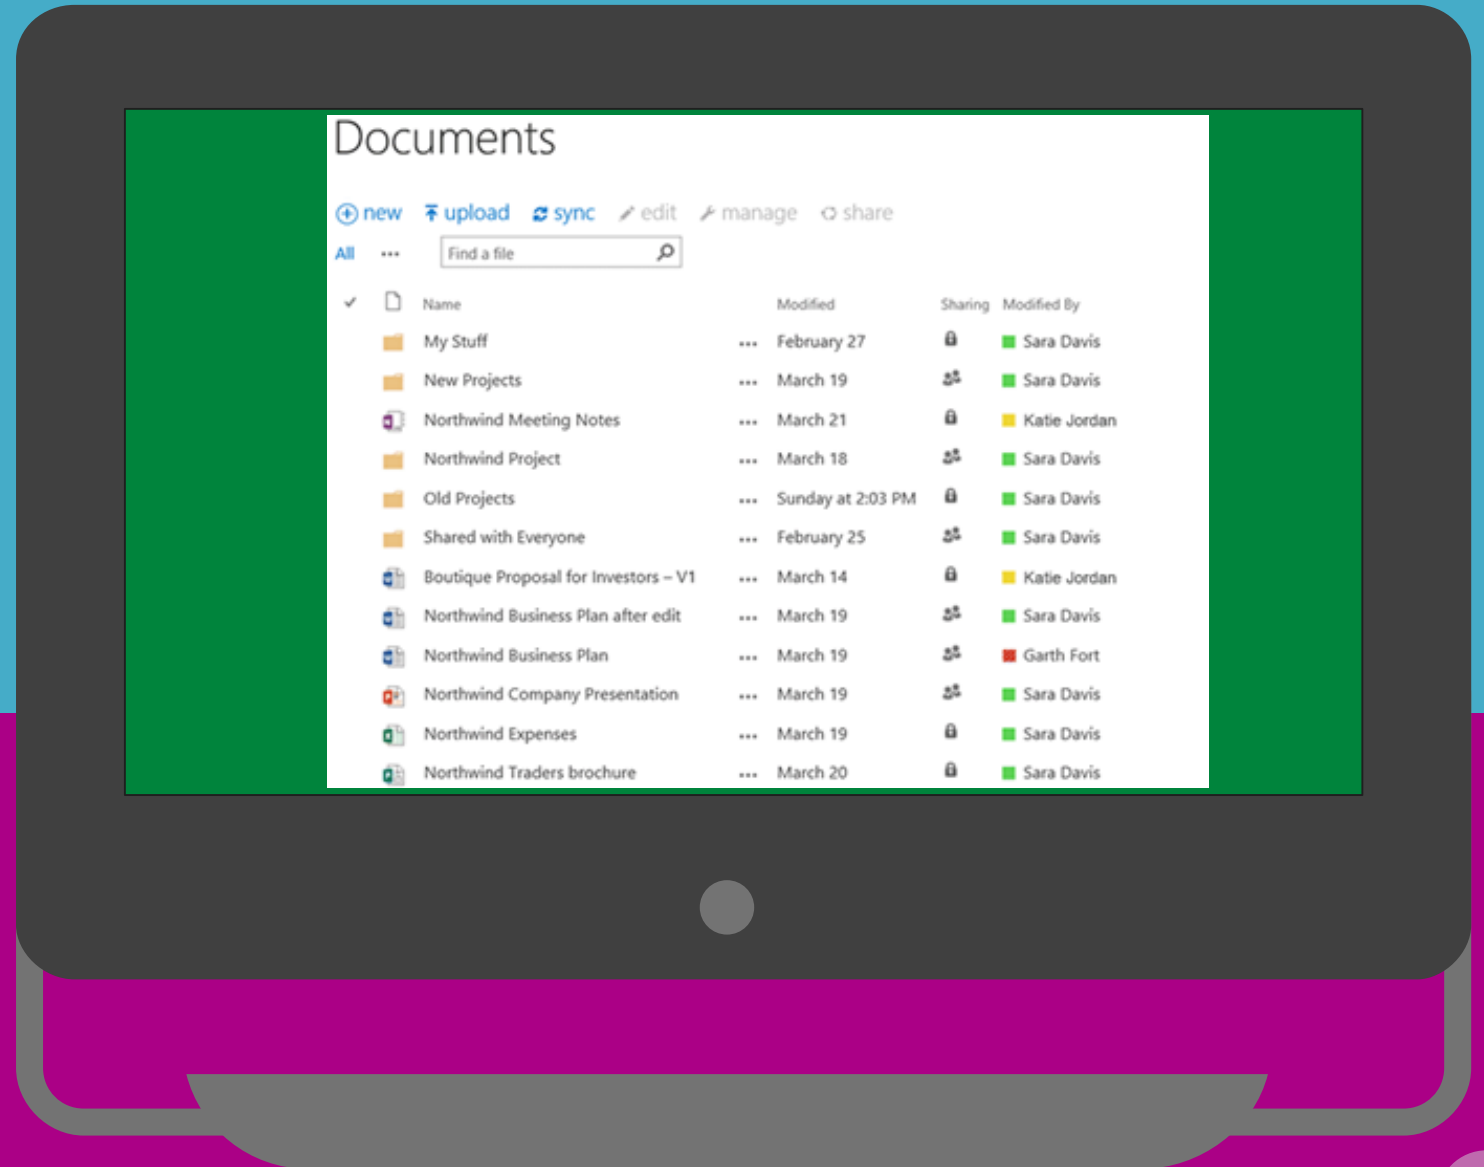 Documents
new upload sync edit manage share
All ... Find a file
Name Modified Sharing Modified By
My Stuff ... February 27 Sara Davis
New Projects ... March 19 Sara Davis
Northwind Meeting Notes ... March 21 Katie Jordan
Northwind Project ... March 18 Sara Davis
Old Projects ... Sunday at 2:03 PM Sara Davis
Shared with Everyone ... February 25 Sara Davis
Boutique Proposal for Investors – V1 ... March 14 Katie Jordan
Northwind Business Plan after edit ... March 19 Sara Davis
Northwind Business Plan ... March 19 Garth Fort
Northwind Company Presentation ... March 19 Sara Davis
Northwind Expenses ... March 19 Sara Davis
Northwind Traders brochure ... March 20 Sara Davis